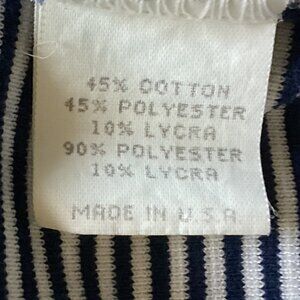 45% COTTON
45% POLYESTER
10% LYCRA
90% POLYESTER
10% LYCRA
MADE IN U.S.A.